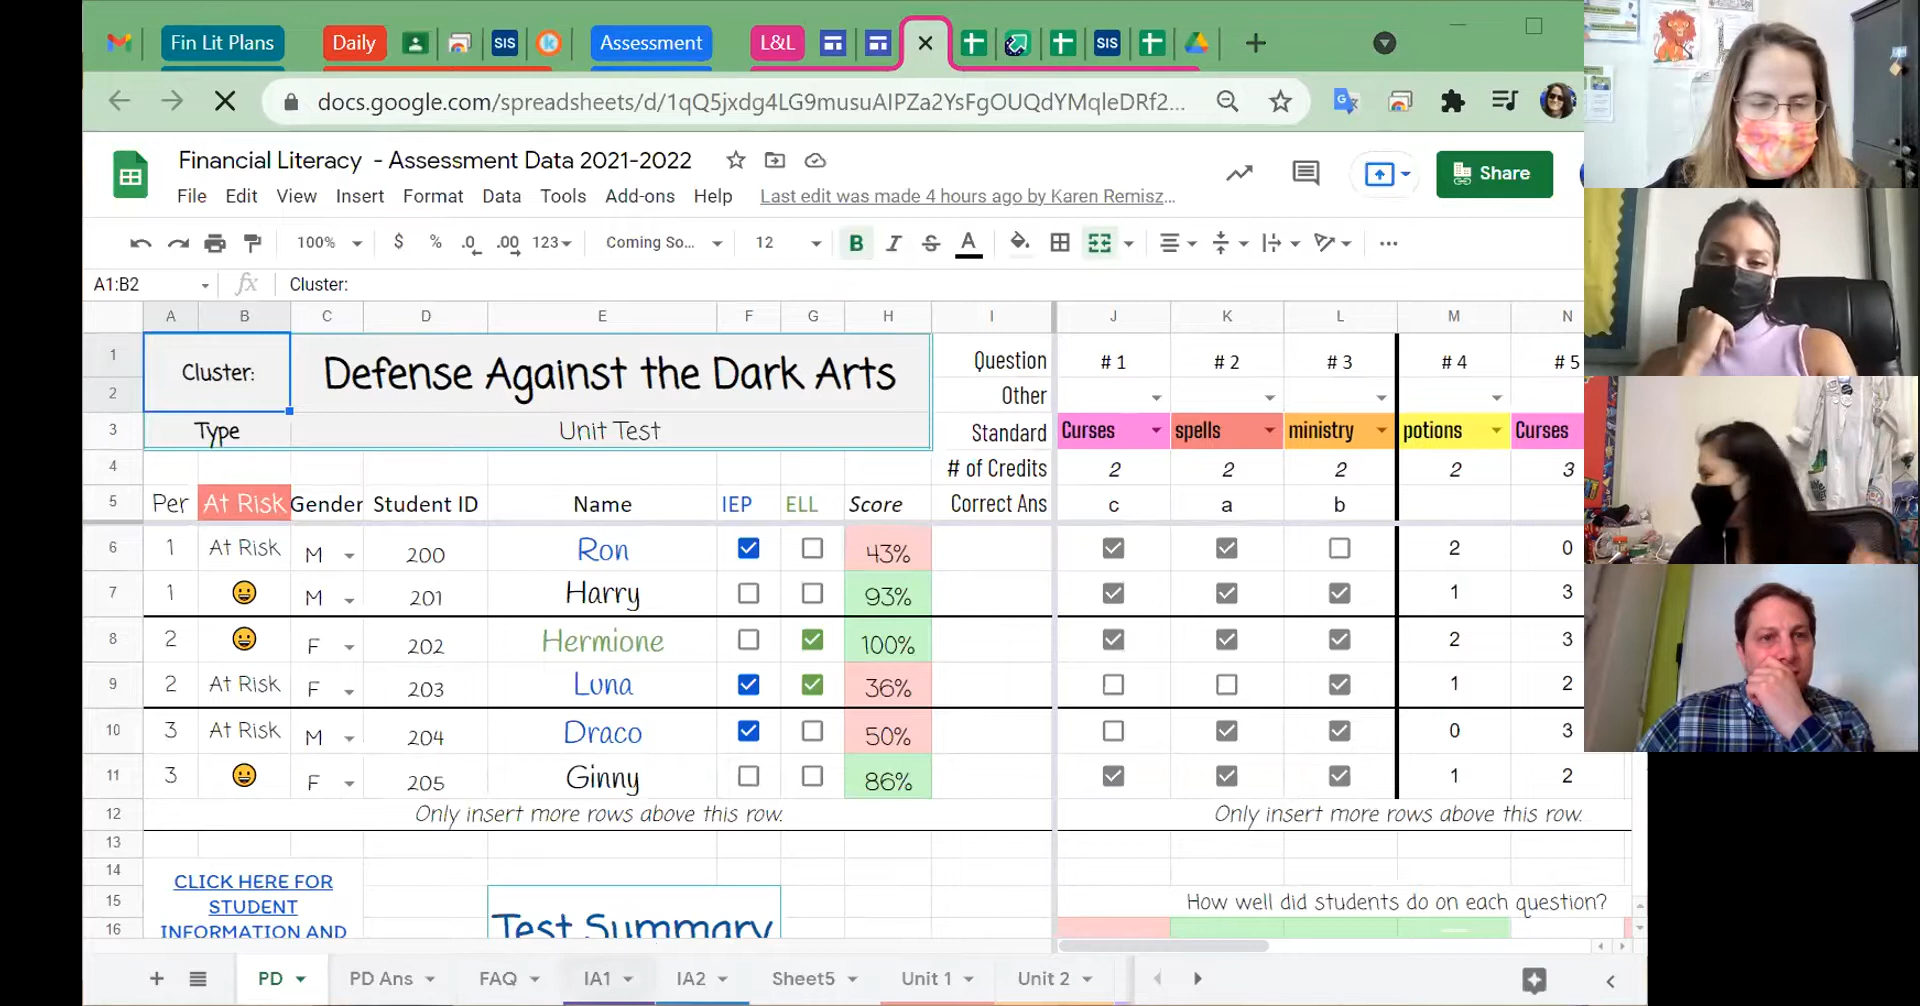 Fin Lit Plans Daily SIS Assessment L&L SIS
docs.google.com/spreadsheets/d/1qQ5jxdg4LG9musuAIPZa2YsFgOUQdYMqleDRf2...
Financial Literacy - Assessment Data 2021-2022
Share
File Edit View Insert Format Data Tools Add-ons Help Last edit was made 4 hours ago by Karen Remisz...
100% $ % .0 .00 123 Coming So... 12 B I S A
A1:B2 fx Cluster:
A B C D E F G H I J K L M N
1 Cluster: Defense Against the Dark Arts Question # 1 # 2 # 3 # 4 # 5
2 Other
3 Type Unit Test Standard Curses spells ministry potions Curses
4 # of Credits 2 2 2 2 3
5 Per At Risk Gender Student ID Name IEP ELL Score Correct Ans c a b
6 1 At Risk M 200 Ron 43% 2 0
7 1 😀 M 201 Harry 93% 1 3
8 2 😀 F 202 Hermione 100% 2 3
9 2 At Risk F 203 Luna 36% 1 2
10 3 At Risk M 204 Draco 50% 0 3
11 3 😀 F 205 Ginny 86% 1 2
12 Only insert more rows above this row. Only insert more rows above this row.
13
14
CLICK HERE FOR
15 STUDENT How well did students do on each question?
16 INFORMATION AND Test Summary
PD PD Ans FAQ IA1 IA2 Sheet5 Unit 1 Unit 2